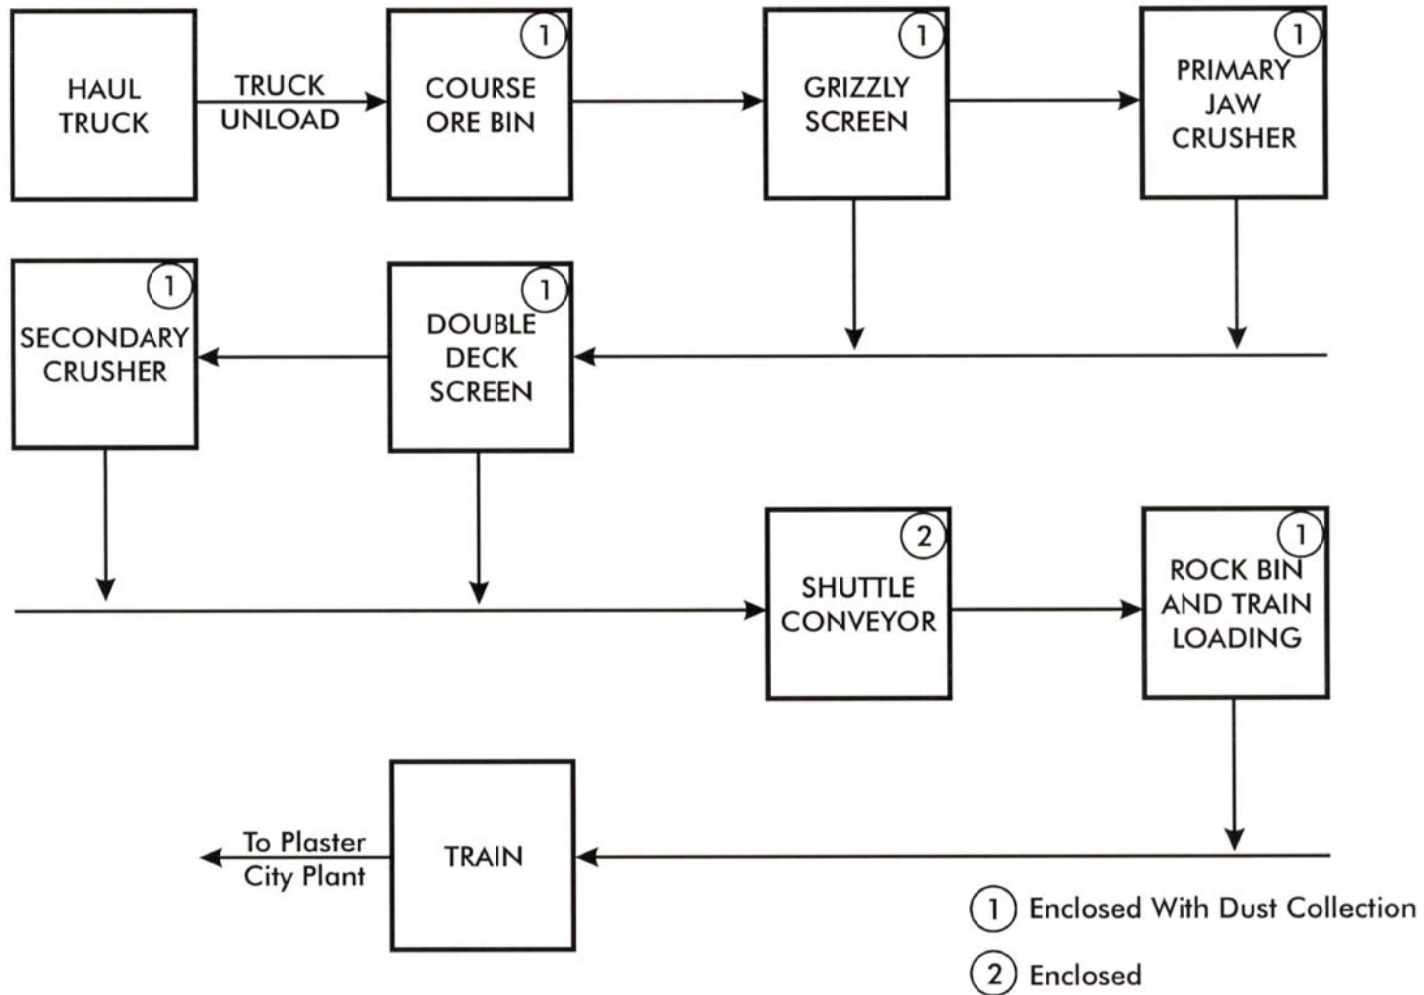 HAUL
TRUCK
TRUCK
UNLOAD
1
COURSE
ORE BIN
1
GRIZZLY
SCREEN
1
PRIMARY
JAW
CRUSHER
1
SECONDARY
CRUSHER
1
DOUBLE
DECK
SCREEN
2
SHUTTLE
CONVEYOR
1
ROCK BIN
AND TRAIN
LOADING
To Plaster
City Plant
TRAIN
1 Enclosed With Dust Collection
2 Enclosed